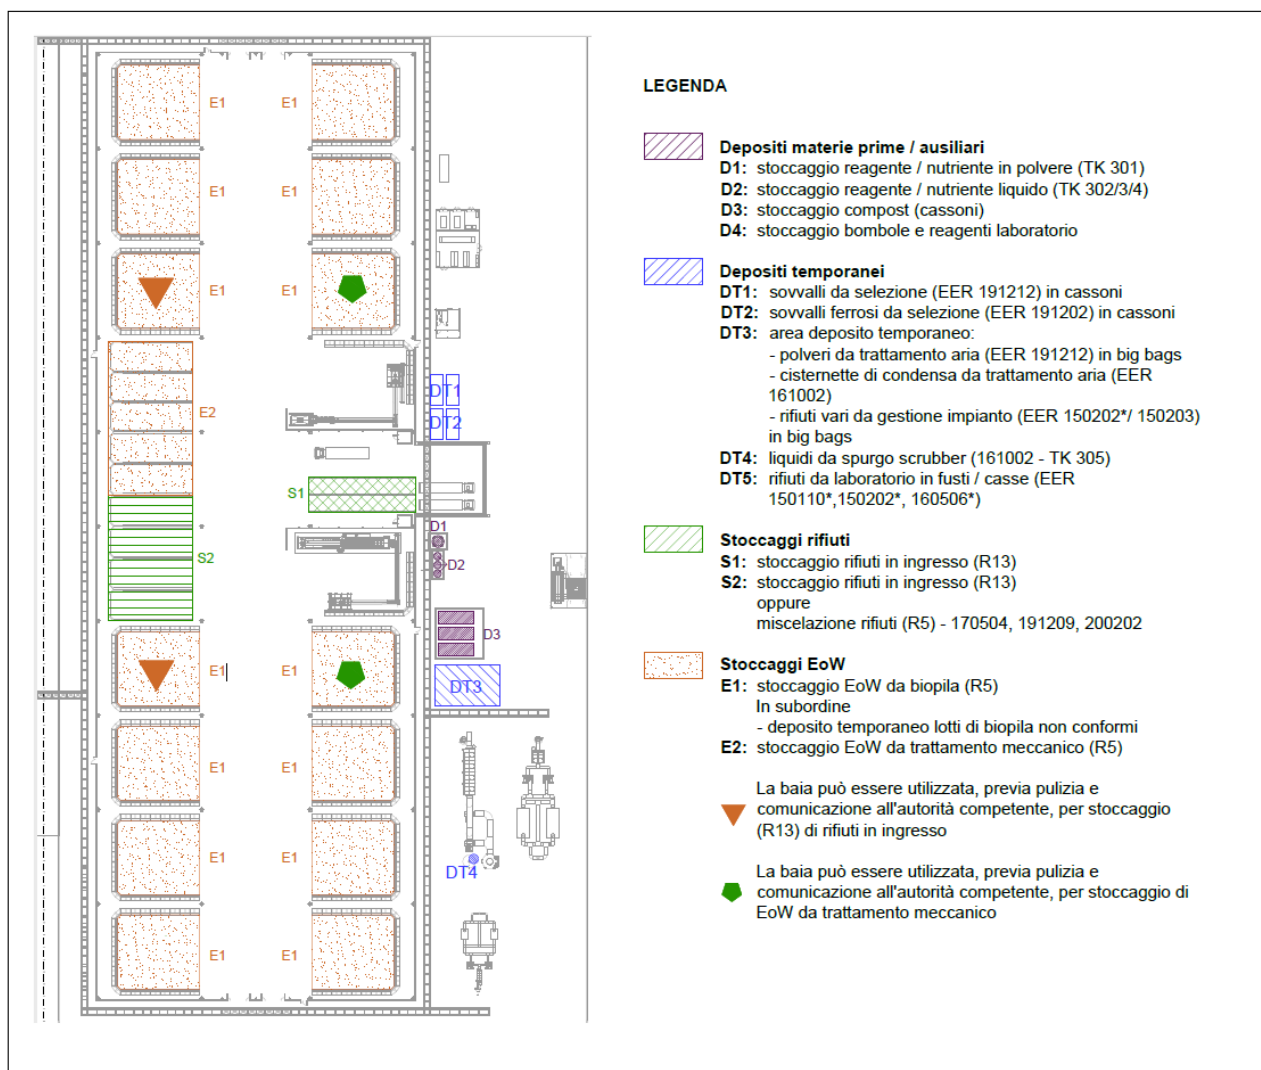 E1
E1
E1
E1
E1
E1
E2
DT1
DT2
S1
S2
D1
D2
D3
E1
E1
DT3
E1
E1
E1
E1
DT4
E1
E1
LEGENDA
Depositi materie prime / ausiliari
D1: stoccaggio reagente / nutriente in polvere (TK 301)
D2: stoccaggio reagente / nutriente liquido (TK 302/3/4)
D3: stoccaggio compost (cassoni)
D4: stoccaggio bombole e reagenti laboratorio
Depositi temporanei
DT1: sovvalli da selezione (EER 191212) in cassoni
DT2: sovvalli ferrosi da selezione (EER 191202) in cassoni
DT3: area deposito temporaneo:
- polveri da trattamento aria (EER 191212) in big bags
- cisternette di condensa da trattamento aria (EER
161002)
- rifiuti vari da gestione impianto (EER 150202*/ 150203)
in big bags
DT4: liquidi da spurgo scrubber (161002 - TK 305)
DT5: rifiuti da laboratorio in fusti / casse (EER
150110*,150202*, 160506*)
Stoccaggi rifiuti
S1: stoccaggio rifiuti in ingresso (R13)
S2: stoccaggio rifiuti in ingresso (R13)
oppure
miscelazione rifiuti (R5) - 170504, 191209, 200202
Stoccaggi EoW
E1: stoccaggio EoW da biopila (R5)
In subordine
- deposito temporaneo lotti di biopila non conformi
E2: stoccaggio EoW da trattamento meccanico (R5)
La baia può essere utilizzata, previa pulizia e
comunicazione all'autorità competente, per stoccaggio
(R13) di rifiuti in ingresso
La baia può essere utilizzata, previa pulizia e
comunicazione all'autorità competente, per stoccaggio di
EoW da trattamento meccanico